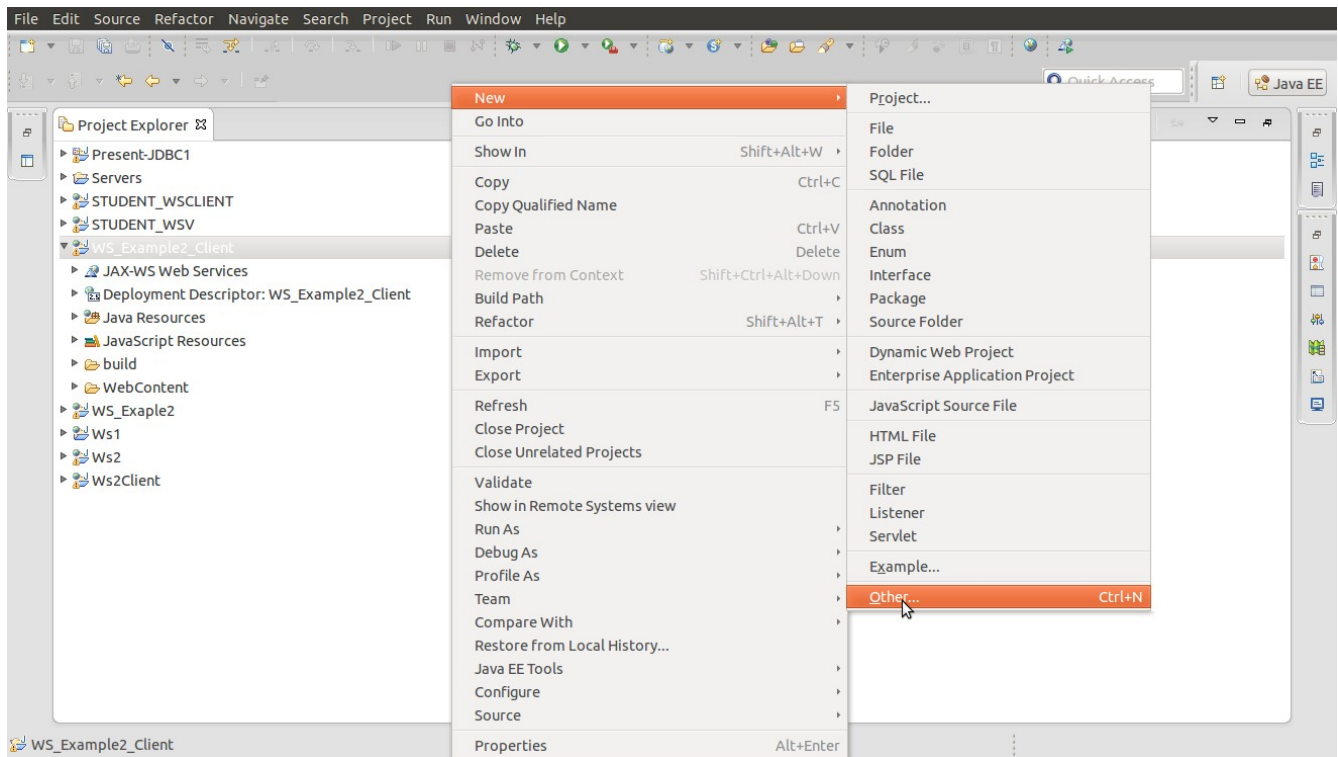 File Edit Source Refactor Navigate Search Project Run Window Help
Quick Access
Java EE
Project Explorer
Present-JDBC1
Servers
STUDENT_WSCLIENT
STUDENT_WSV
WS_Example2_Client
JAX-WS Web Services
Deployment Descriptor: WS_Example2_Client
Java Resources
JavaScript Resources
build
WebContent
WS_Exaple2
Ws1
Ws2
Ws2Client
New
Go Into
Show In Shift+Alt+W
Copy Ctrl+C
Copy Qualified Name
Paste Ctrl+V
Delete Delete
Remove from Context Shift+Ctrl+Alt+Down
Build Path
Refactor Shift+Alt+T
Import
Export
Refresh F5
Close Project
Close Unrelated Projects
Validate
Show in Remote Systems view
Run As
Debug As
Profile As
Team
Compare With
Restore from Local History...
Java EE Tools
Configure
Source
Properties Alt+Enter
Project...
File
Folder
SQL File
Annotation
Class
Enum
Interface
Package
Source Folder
Dynamic Web Project
Enterprise Application Project
JavaScript Source File
HTML File
JSP File
Filter
Listener
Servlet
Example...
Other... Ctrl+N
WS_Example2_Client